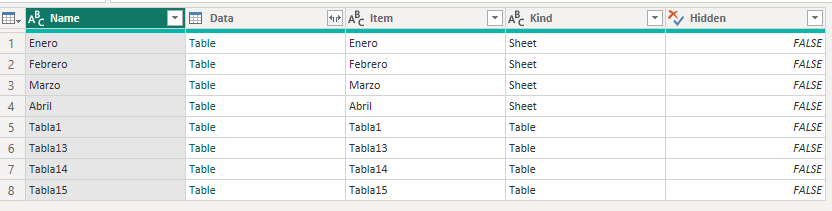 Name Data Item Kind Hidden
1 Enero Table Enero Sheet FALSE
2 Febrero Table Febrero Sheet FALSE
3 Marzo Table Marzo Sheet FALSE
4 Abril Table Abril Sheet FALSE
5 Tabla1 Table Tabla1 Table FALSE
6 Tabla13 Table Tabla13 Table FALSE
7 Tabla14 Table Tabla14 Table FALSE
8 Tabla15 Table Tabla15 Table FALSE